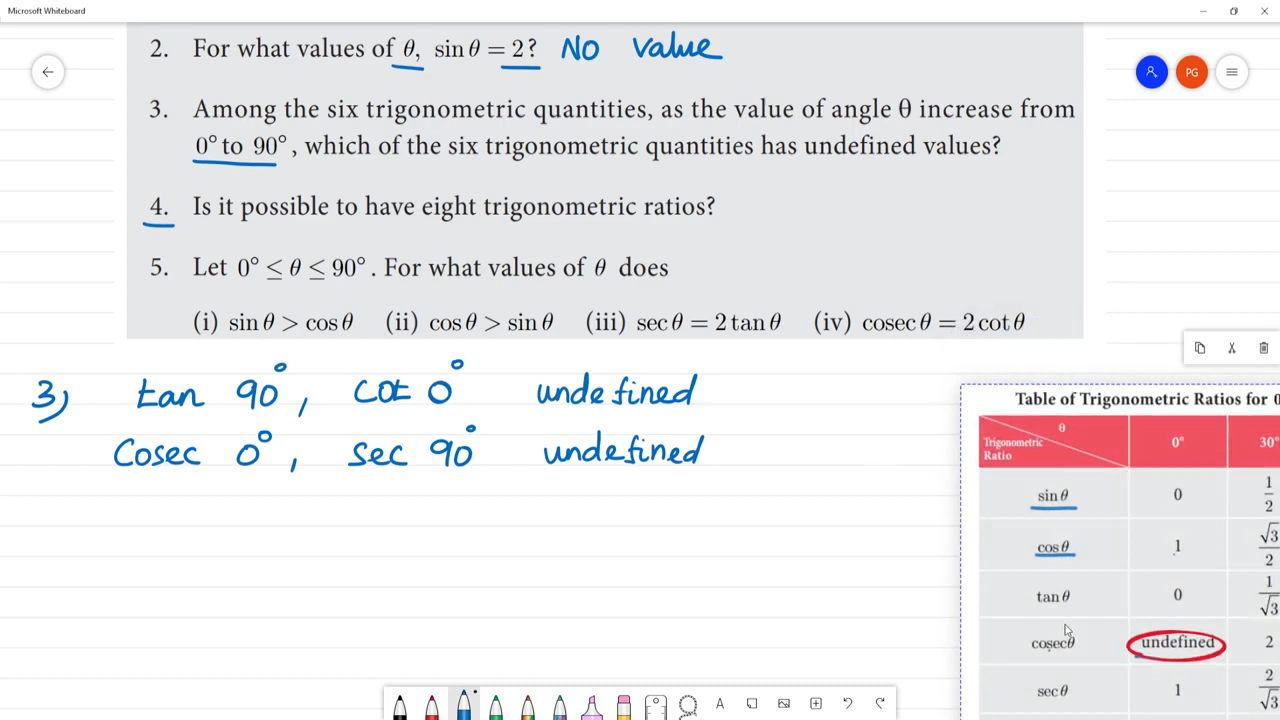 Microsoft Whiteboard
2. For what values of θ, sin θ = 2? NO Value
PG
3. Among the six trigonometric quantities, as the value of angle θ increase from
0° to 90°, which of the six trigonometric quantities has undefined values?
4. Is it possible to have eight trigonometric ratios?
5. Let 0° ≤ θ ≤ 90°. For what values of θ does
(i) sin θ > cos θ (ii) cos θ > sin θ (iii) sec θ = 2 tan θ (iv) cosec θ = 2 cot θ
3) tan 90°, cot 0° undefined
Cosec 0°, sec 90° undefined
Table of Trigonometric Ratios for 0
θ
Trigonometric
Ratio
0° 30°
sin θ 0 1/2
cos θ 1 √3/2
tan θ 0 1/√3
cosecθ undefined 2
sec θ 1 2/√3
A